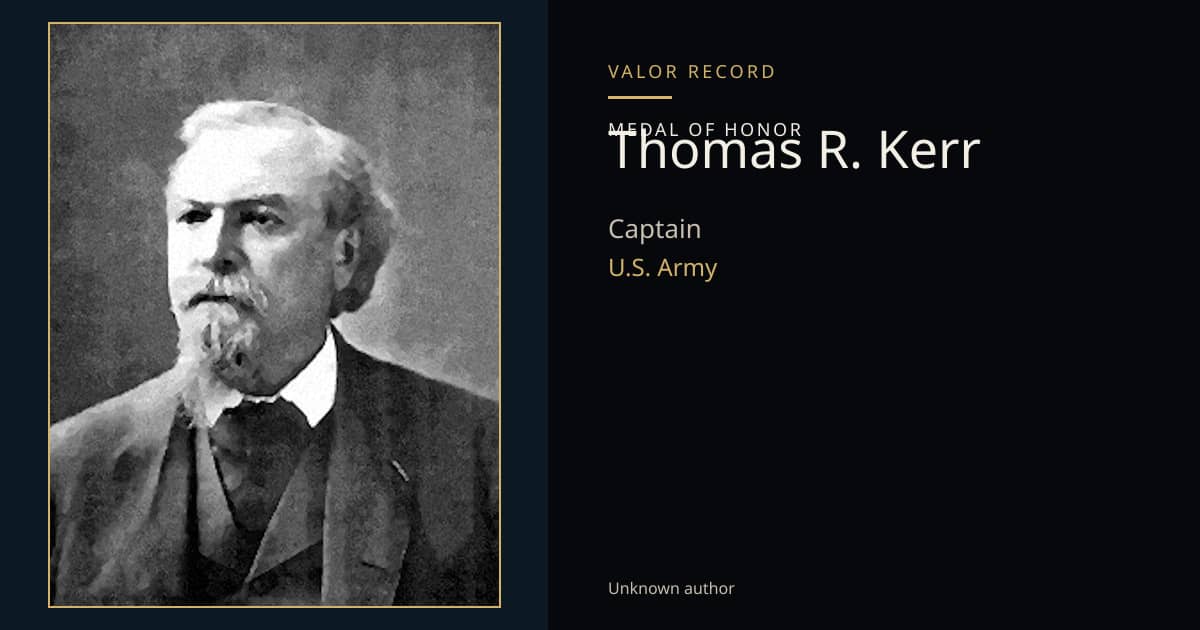 VALOR RECORD
MEDAL OF HONOR
Thomas R. Kerr
Captain
U.S. Army
Unknown author